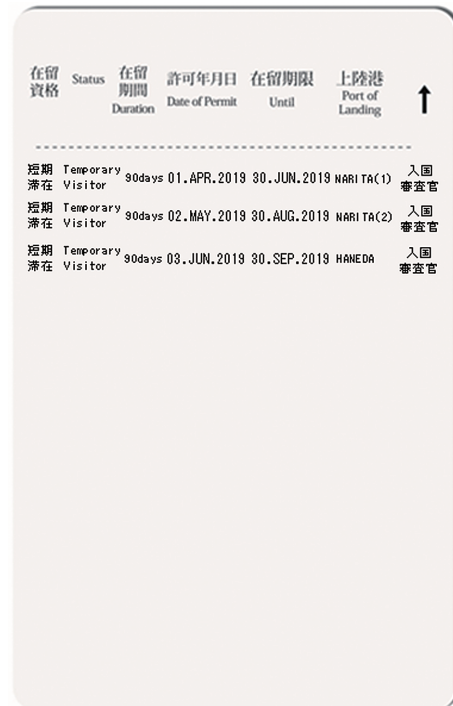 在留資格 Status 在留期間 Duration 許可年月日 Date of Permit 在留期限 Until 上陸港 Port of Landing
短期滞在 Temporary Visitor 90days 01.APR.2019 30.JUN.2019 NARITA(1) 入国審査官
短期滞在 Temporary Visitor 90days 02.MAY.2019 30.AUG.2019 NARITA(2) 入国審査官
短期滞在 Temporary Visitor 90days 03.JUN.2019 30.SEP.2019 HANEDA 入国審査官